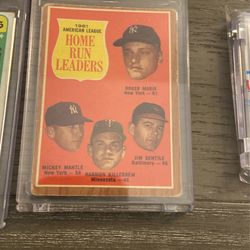 1961
AMERICAN LEAGUE
HOME RUN
LEADERS
ROGER MARIS
New York — 61
MICKEY MANTLE
New York — 54
HARMON KILLEBREW
Minnesota — 46
JIM GENTILE
Baltimore — 46